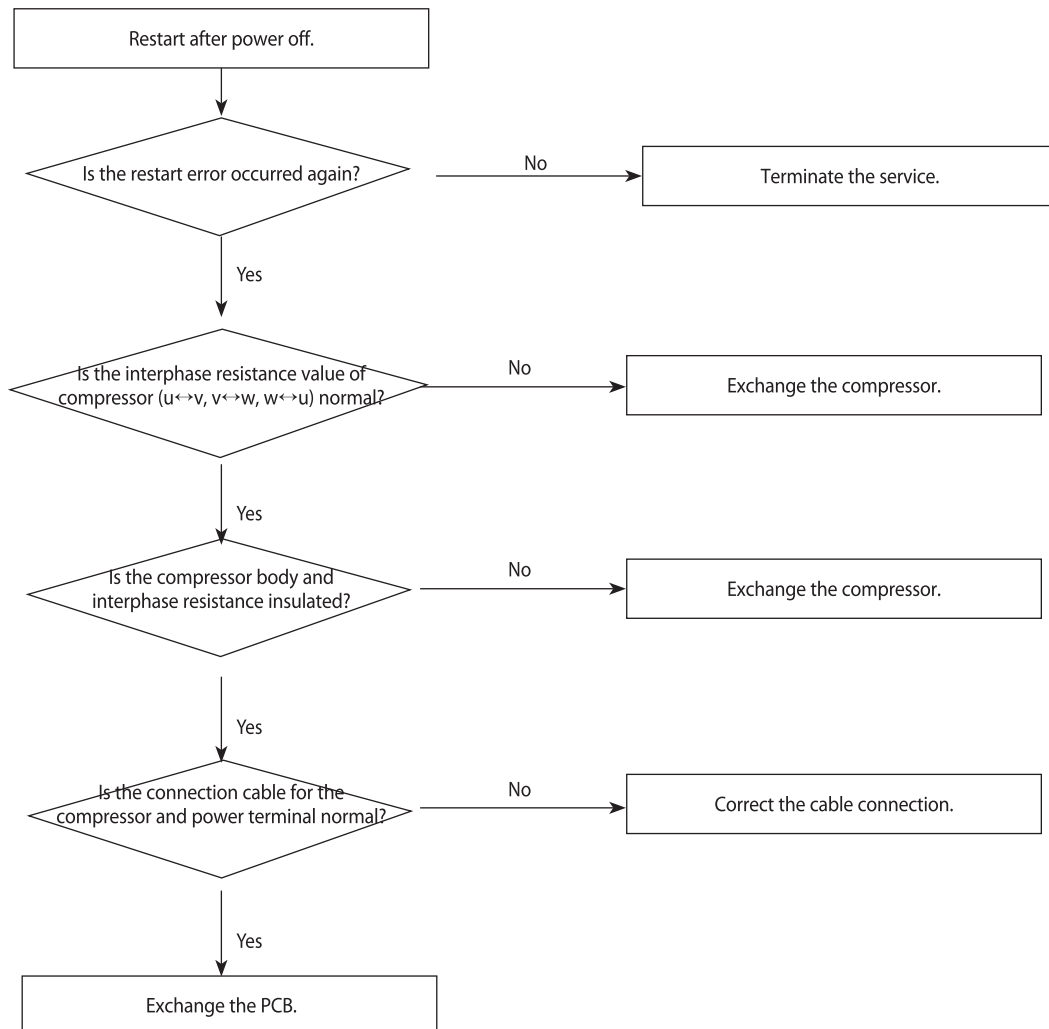 Restart after power off.
Is the restart error occurred again?
No
Terminate the service.
Yes
Is the interphase resistance value of
compressor (u↔v, v↔w, w↔u) normal?
No
Exchange the compressor.
Yes
Is the compressor body and
interphase resistance insulated?
No
Exchange the compressor.
Yes
Is the connection cable for the
compressor and power terminal normal?
No
Correct the cable connection.
Yes
Exchange the PCB.